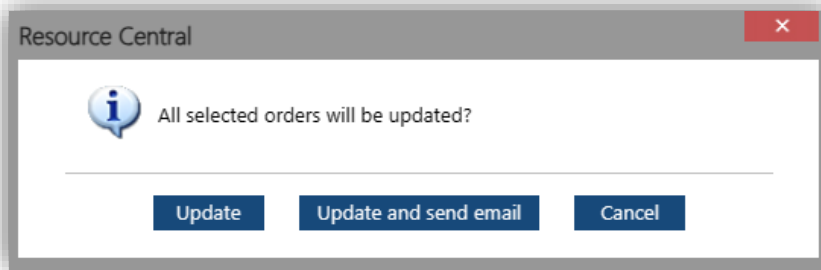 Resource Central
All selected orders will be updated?
Update
Update and send email
Cancel